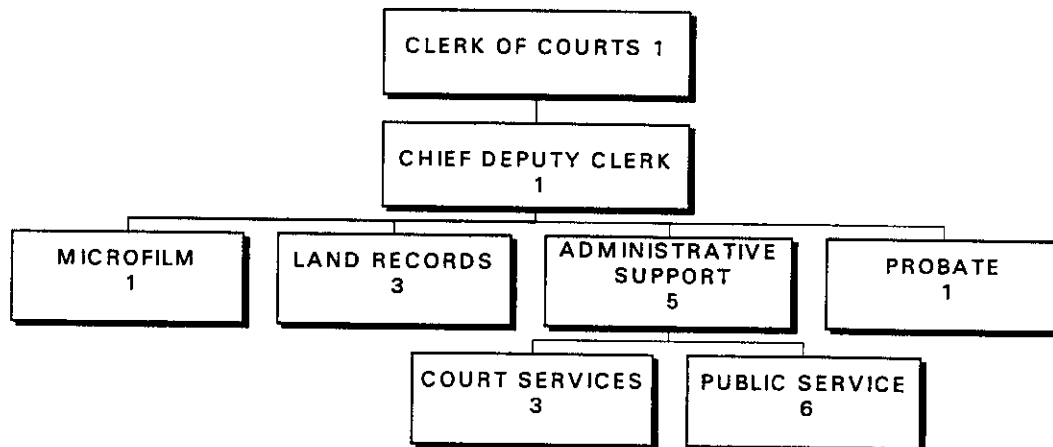 CLERK OF COURTS 1
CHIEF DEPUTY CLERK
1
MICROFILM
1
LAND RECORDS
3
ADMINISTRATIVE
SUPPORT
5
PROBATE
1
COURT SERVICES
3
PUBLIC SERVICE
6